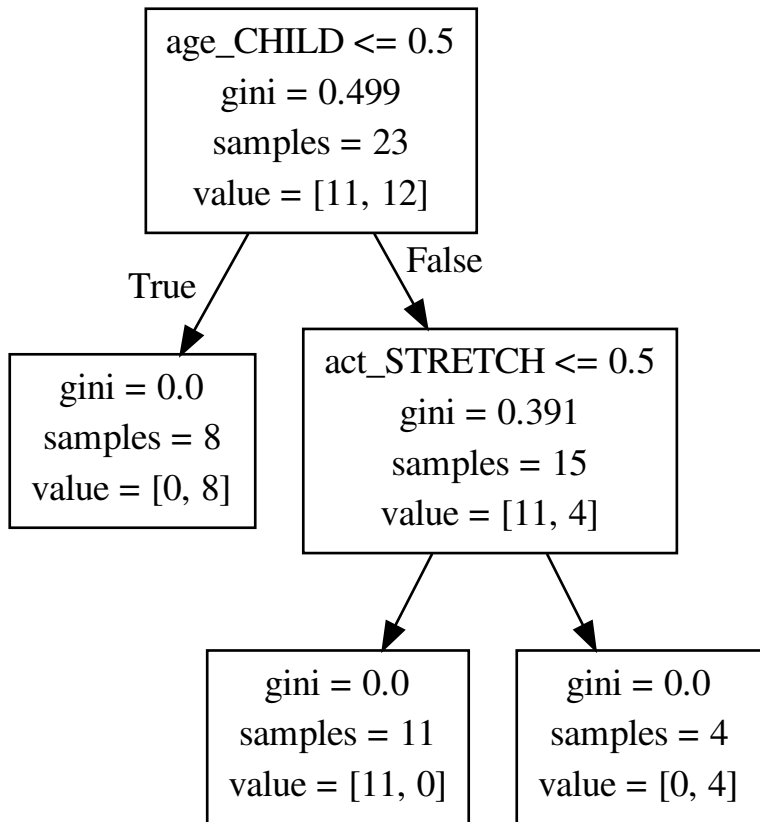 age_CHILD <= 0.5
gini = 0.499
samples = 23
value = [11, 12]
True
False
gini = 0.0
samples = 8
value = [0, 8]
act_STRETCH <= 0.5
gini = 0.391
samples = 15
value = [11, 4]
gini = 0.0
samples = 11
value = [11, 0]
gini = 0.0
samples = 4
value = [0, 4]